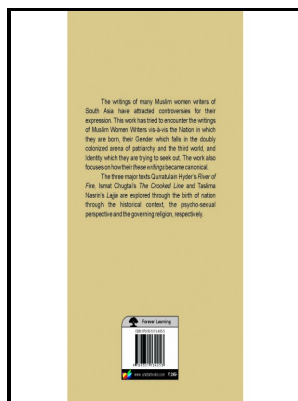 The writings of many Muslim women writers of
South Asia have attracted controversies for their
expression. This work has tried to encounter the writings
of Muslim Women Writers vis-à-vis the Nation in which
they are born, their Gender which falls in the doubly
colonized arena of patriarchy and the third world, and
Identity which they are trying to seek out. The work also
focuses on how their these writings became canonical.
The three major texts Qurratulain Hyder's River of
Fire, Ismat Chugtai's The Crooked Line and Taslima
Nasrin's Lajja are explored through the birth of nation
through the historical context, the psycho-sexual
perspective and the governing religion, respectively.
Forever Learning